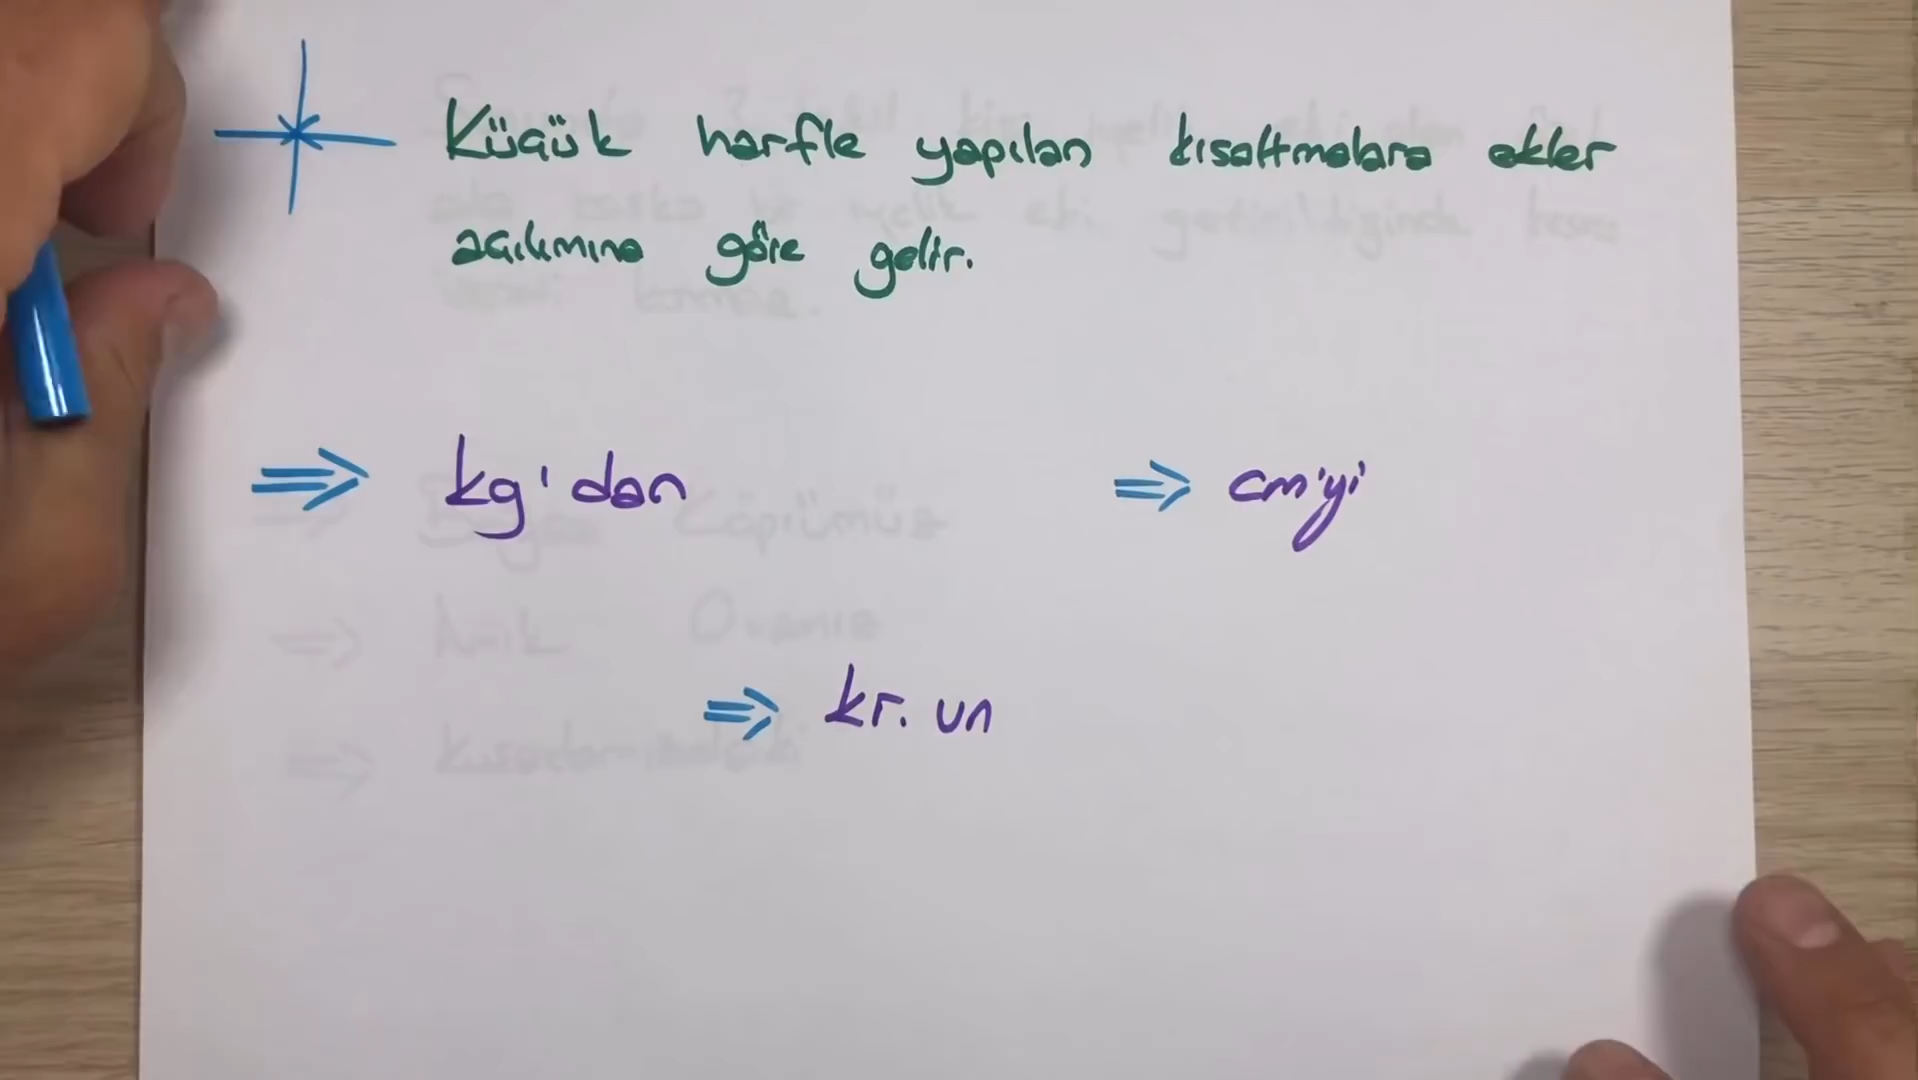 Küçük harfle yapılan kısaltmalara ekler
açılımına göre gelir.
⇒ kg'dan ⇒ cm'yi
⇒ kr. un